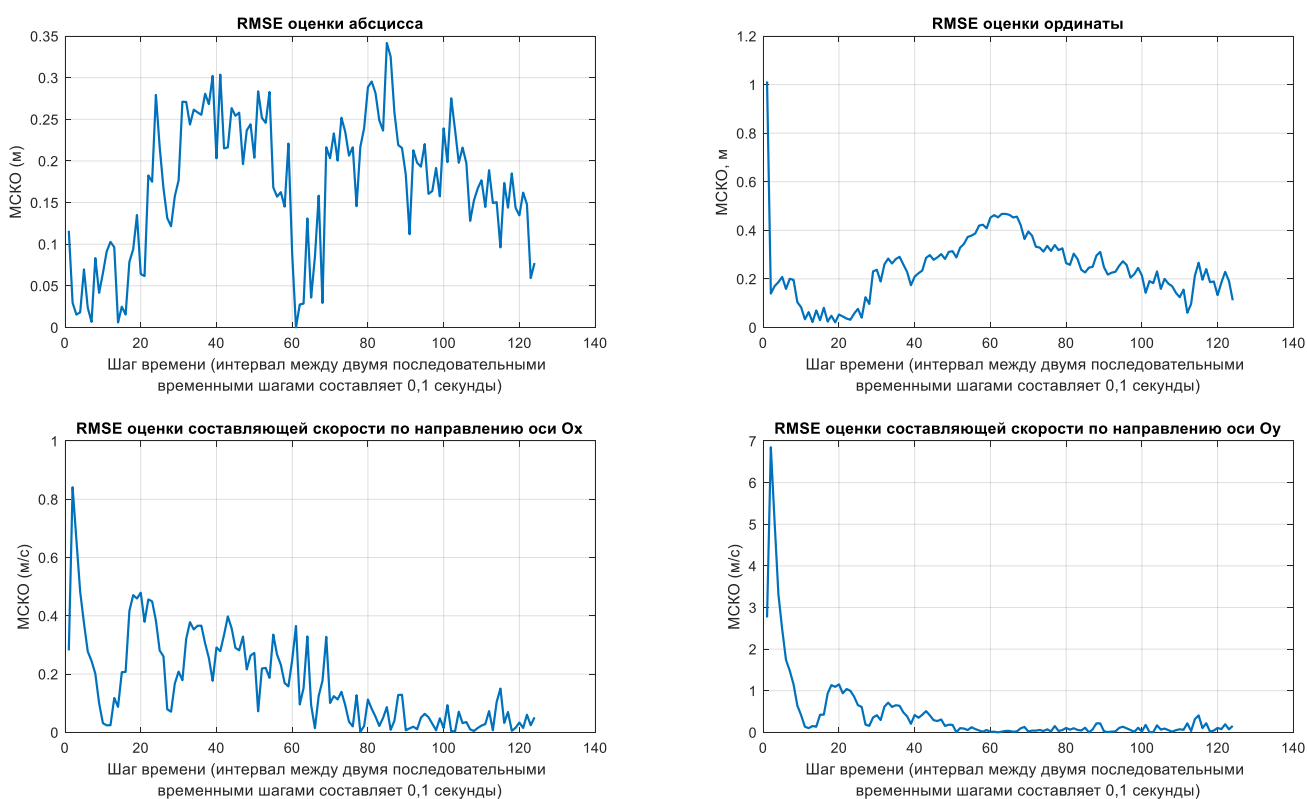 RMSE оценки абсцисса
МСКО (м)
0.35
0.3
0.25
0.2
0.15
0.1
0.05
0
0 20 40 60 80 100 120 140
Шаг времени (интервал между двумя последовательными
временными шагами составляет 0,1 секунды)
RMSE оценки ординаты
МСКО, м
1.2
1
0.8
0.6
0.4
0.2
0
0 20 40 60 80 100 120 140
Шаг времени (интервал между двумя последовательными
временными шагами составляет 0,1 секунды)
RMSE оценки составляющей скорости по направлению оси Ox
МСКО (м/с)
1
0.8
0.6
0.4
0.2
0
0 20 40 60 80 100 120 140
Шаг времени (интервал между двумя последовательными
временными шагами составляет 0,1 секунды)
RMSE оценки составляющей скорости по направлению оси Oy
МСКО (м/с)
7
6
5
4
3
2
1
0
0 20 40 60 80 100 120 140
Шаг времени (интервал между двумя последовательными
временными шагами составляет 0,1 секунды)